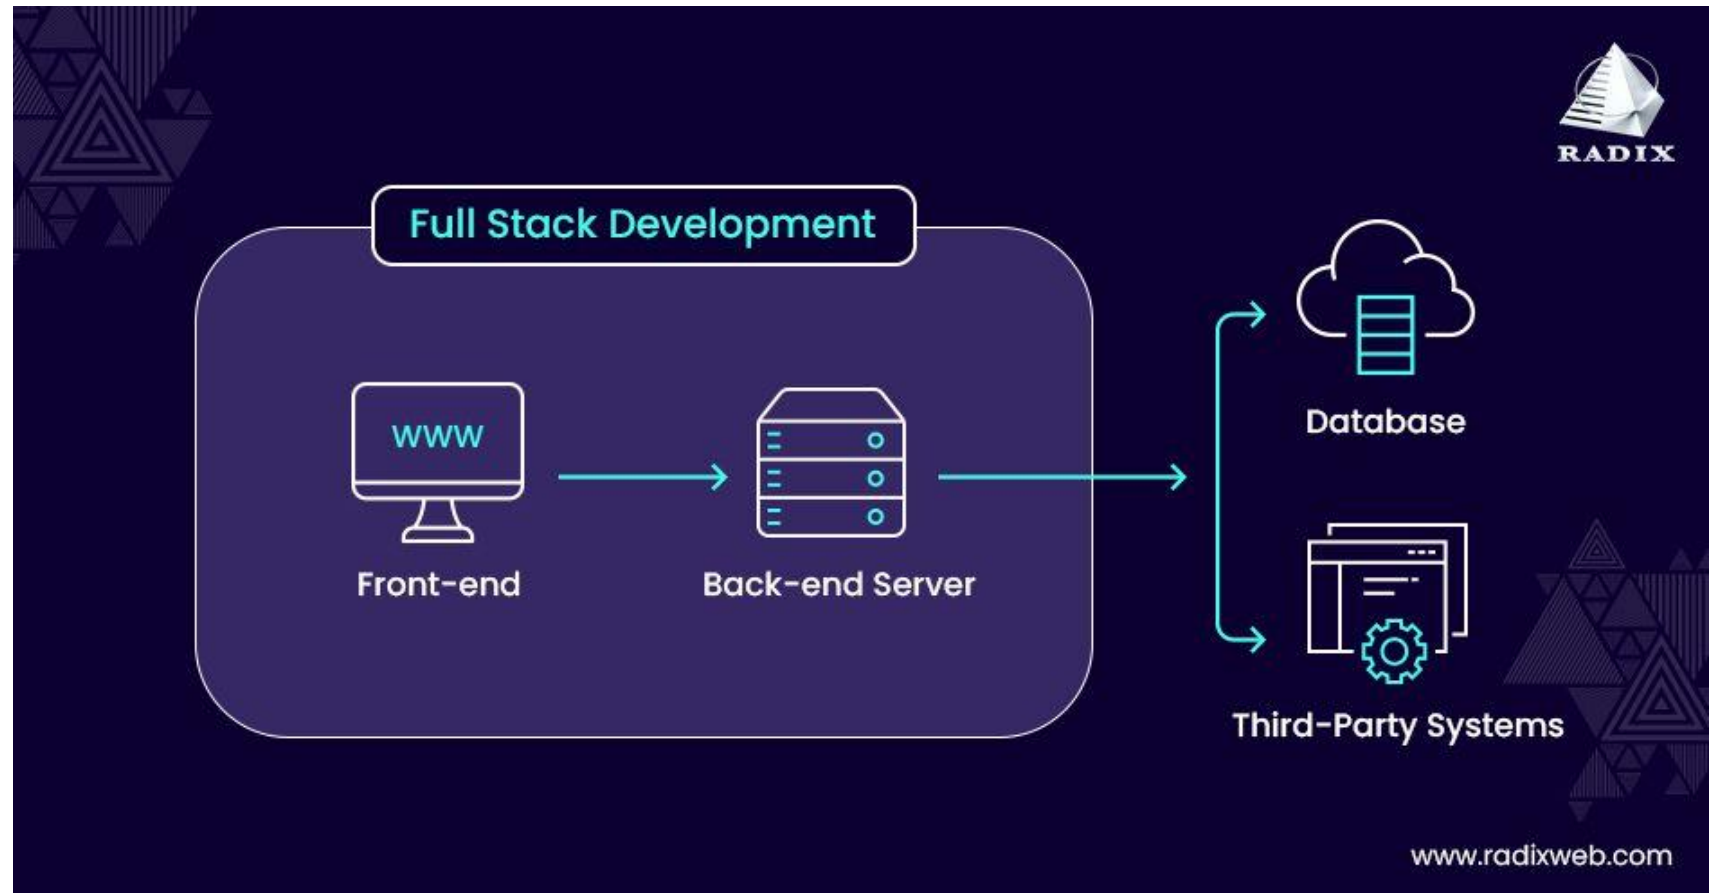 RADIX
Full Stack Development
www
Front-end
Back-end Server
Database
Third-Party Systems
www.radixweb.com